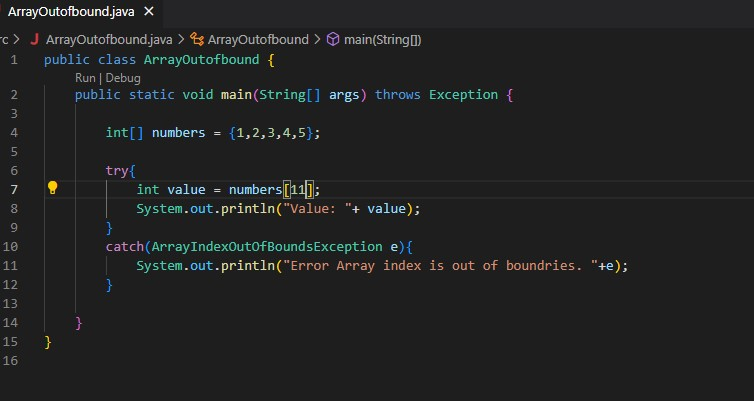 ArrayOutofbound.java ×
rc > J ArrayOutofbound.java > ArrayOutofbound > main(String[])
1 public class ArrayOutofbound {
Run | Debug
2 public static void main(String[] args) throws Exception {
3
4 int[] numbers = {1,2,3,4,5};
5
6 try{
7 int value = numbers[11];
8 System.out.println("Value: "+ value);
9 }
10 catch(ArrayIndexOutOfBoundsException e){
11 System.out.println("Error Array index is out of boundries. "+e);
12 }
13
14 }
15 }
16